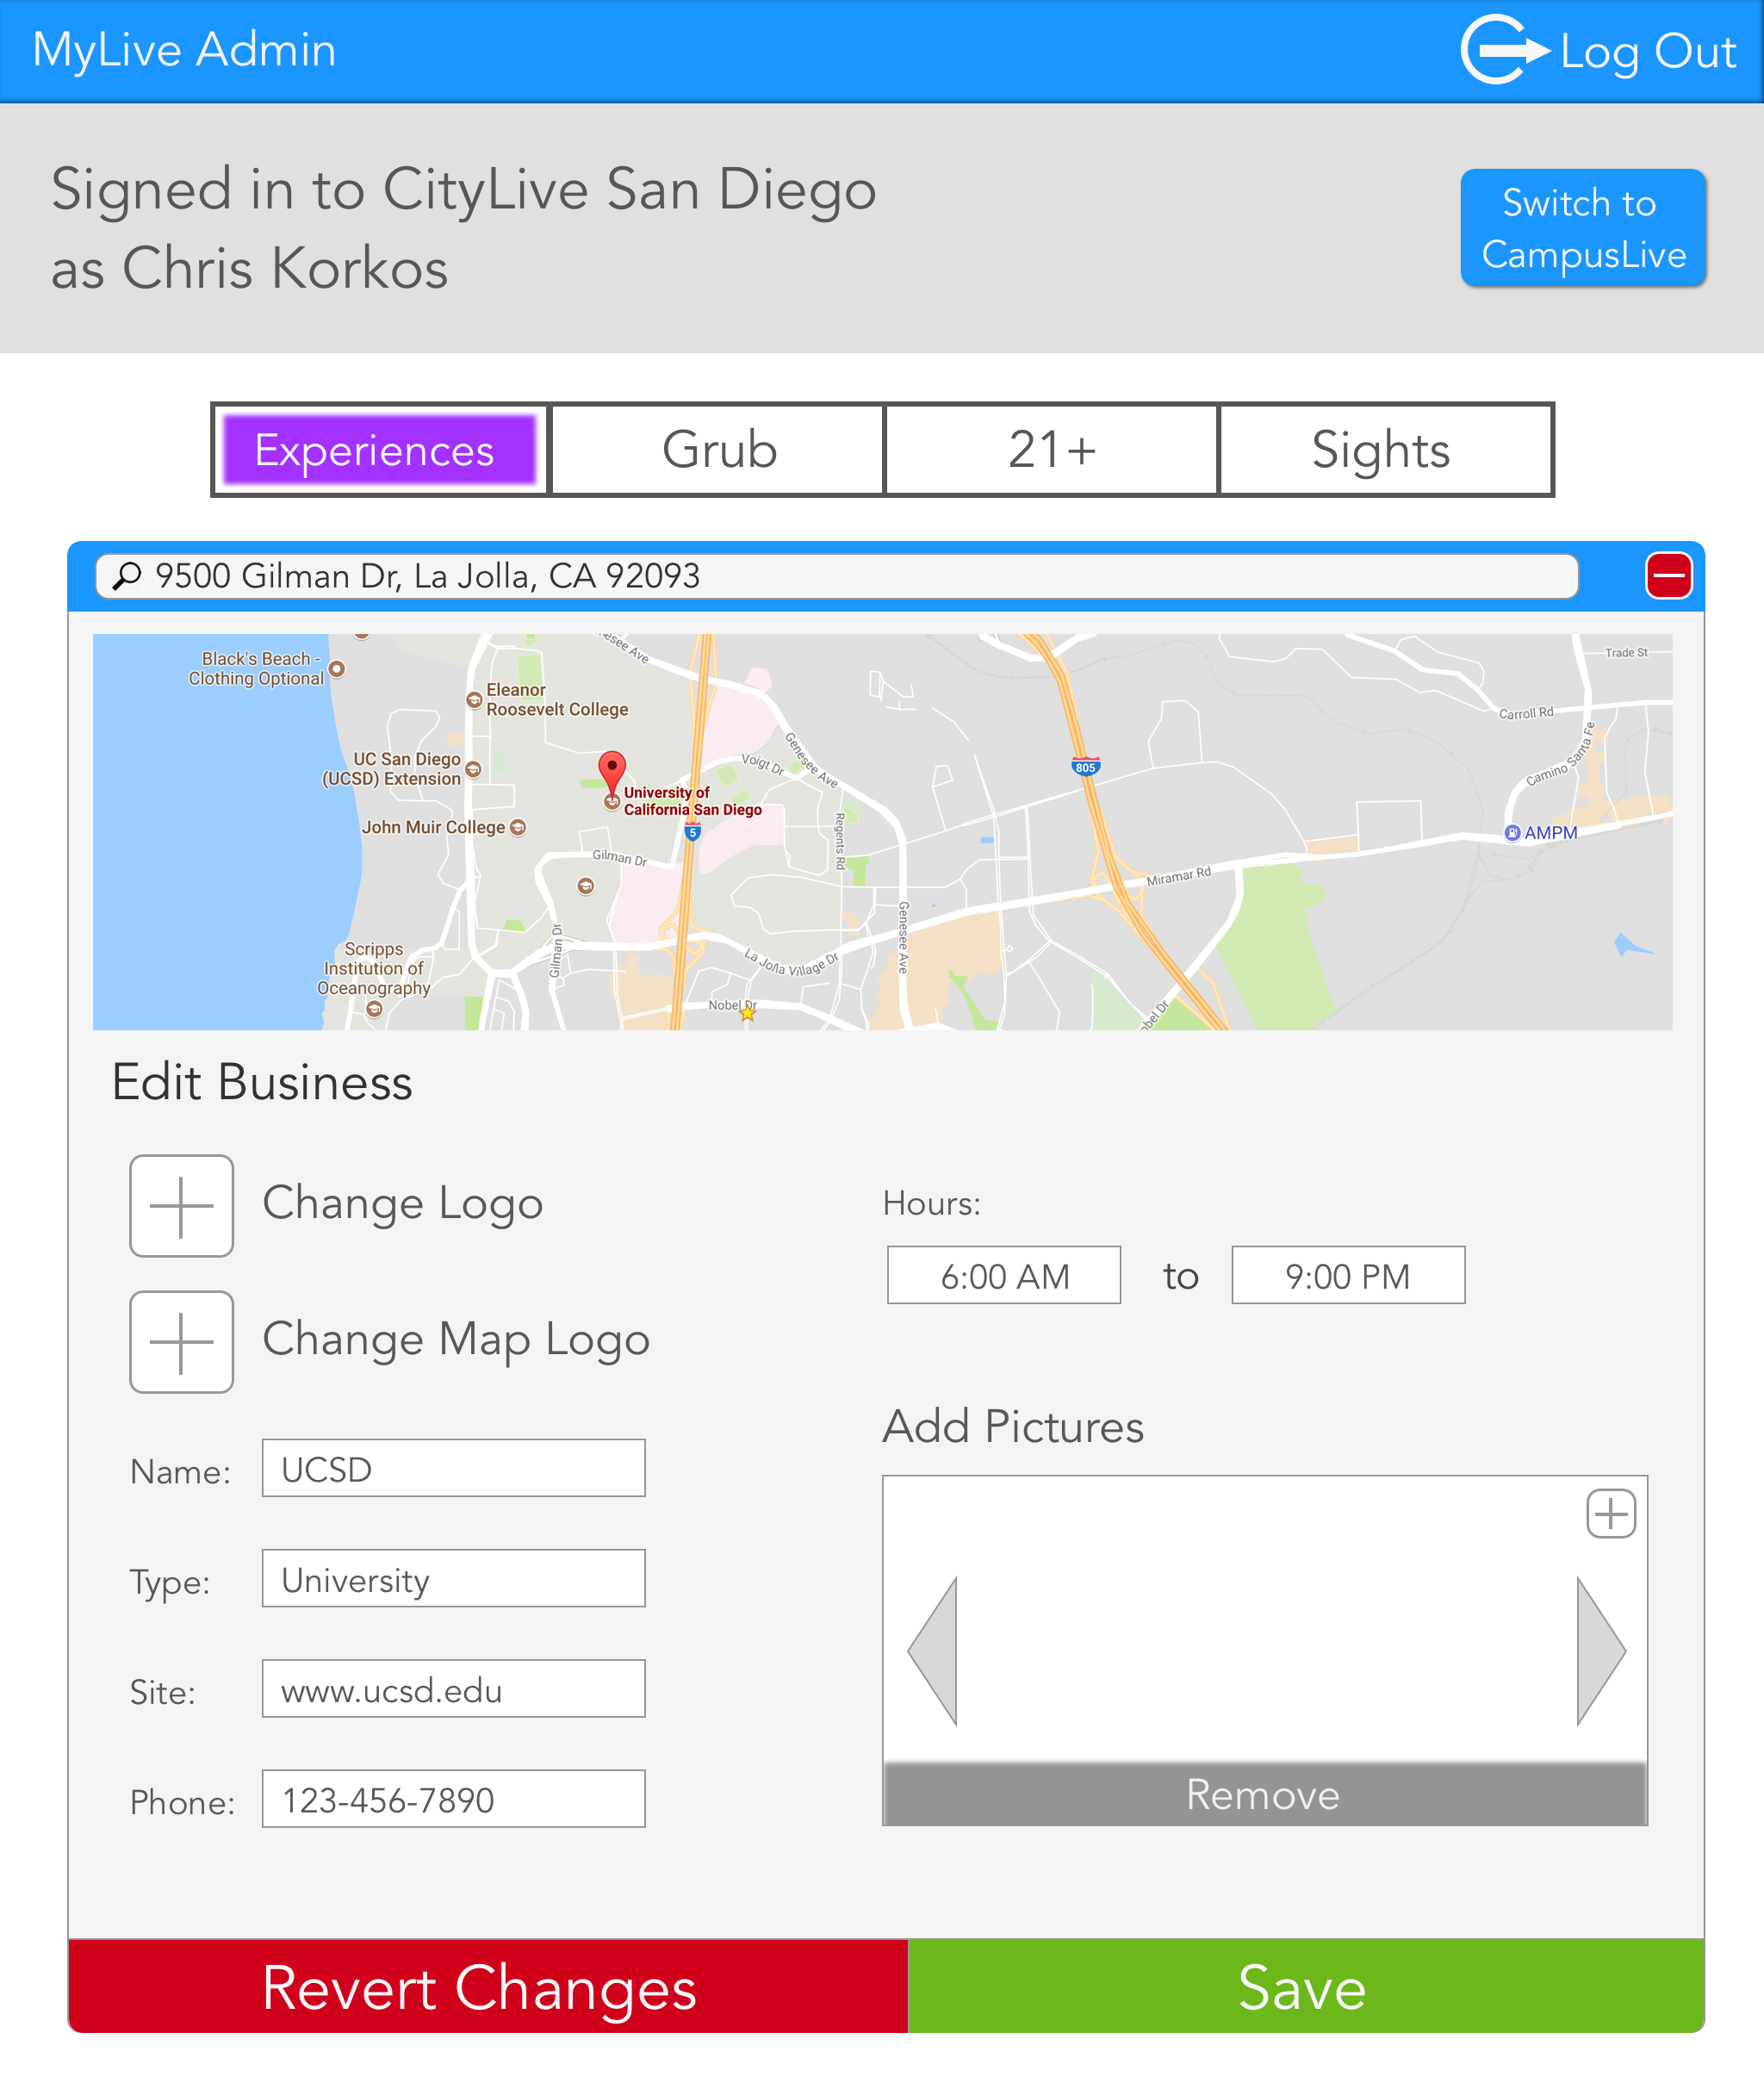 MyLive Admin
Log Out
Signed in to CityLive San Diego
as Chris Korkos
Switch to
CampusLive
Experiences
Grub
21+
Sights
9500 Gilman Dr, La Jolla, CA 92093
Black's Beach -
Clothing Optional
Eleanor
Roosevelt College
UC San Diego
(UCSD) Extension
John Muir College
University of
California San Diego
Scripps
Institution of
Oceanography
Gilman Dr
Gilman Dr
Voigt Dr
Genesee Ave
Regents Rd
Genesee Ave
La Jolla Village Dr
Nobel Dr
5
805
Miramar Rd
Trade St
Carroll Rd
Camino Santa Fe
AMPM
Edit Business
Change Logo
Change Map Logo
Name:
UCSD
Type:
University
Site:
www.ucsd.edu
Phone:
123-456-7890
Hours:
6:00 AM
to
9:00 PM
Add Pictures
Remove
Revert Changes
Save